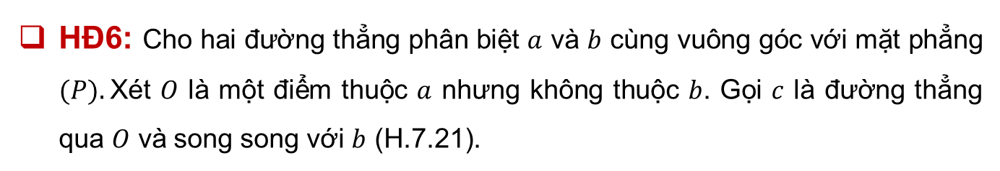 ❑ HĐ6: Cho hai đường thẳng phân biệt a và b cùng vuông góc với mặt phẳng
(P). Xét O là một điểm thuộc a nhưng không thuộc b. Gọi c là đường thẳng
qua O và song song với b (H.7.21).